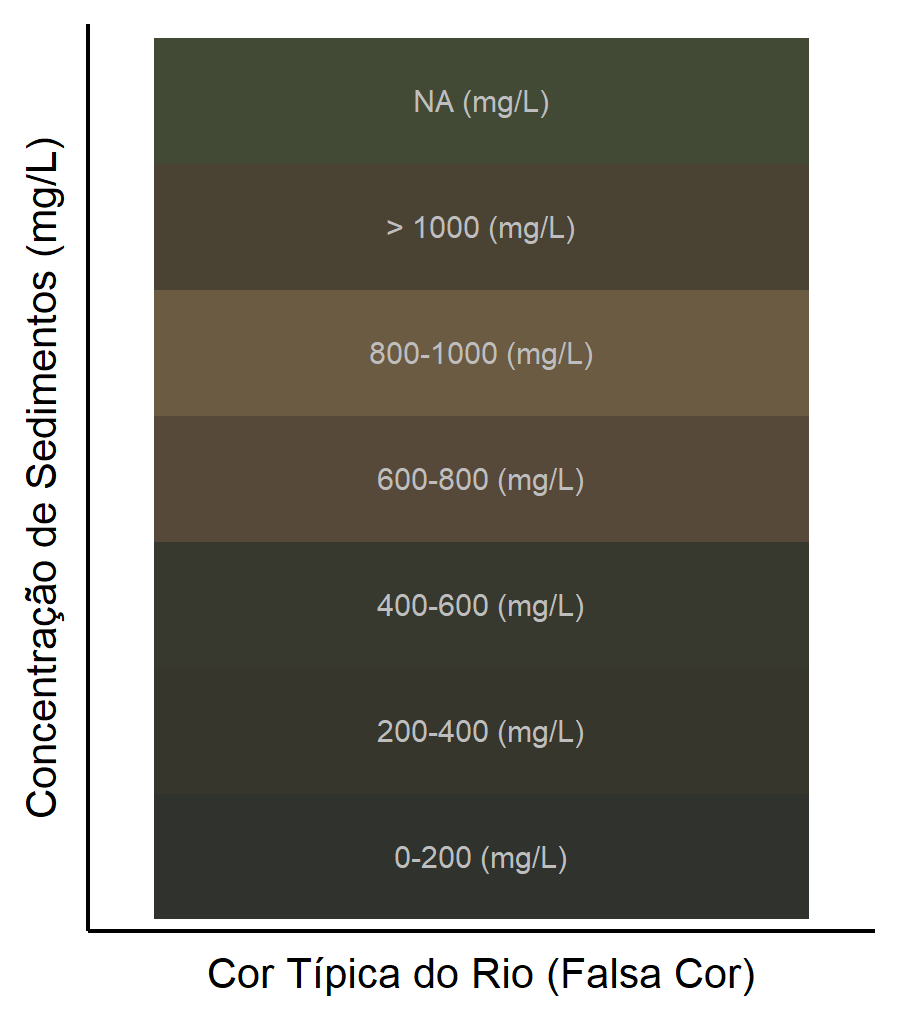 Concentração de Sedimentos (mg/L)
NA (mg/L)
> 1000 (mg/L)
800-1000 (mg/L)
600-800 (mg/L)
400-600 (mg/L)
200-400 (mg/L)
0-200 (mg/L)
Cor Típica do Rio (Falsa Cor)